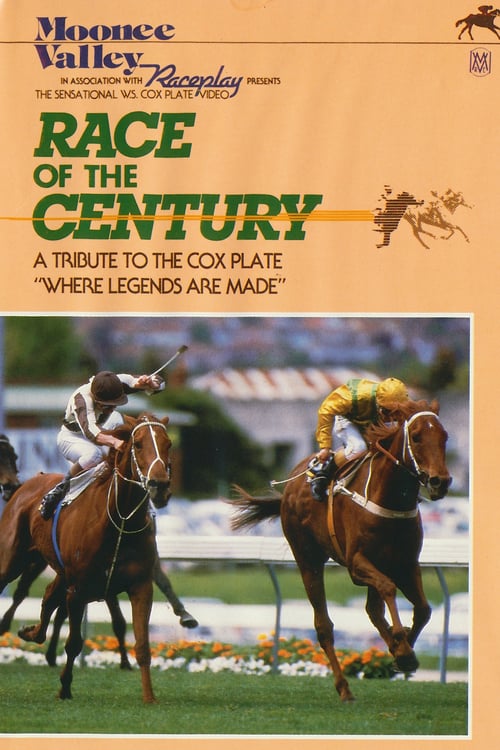 Moonee
Valley
IN ASSOCIATION WITH Raceplay PRESENTS
THE SENSATIONAL W.S. COX PLATE VIDEO
RACE
OF THE
CENTURY
A TRIBUTE TO THE COX PLATE
"WHERE LEGENDS ARE MADE"